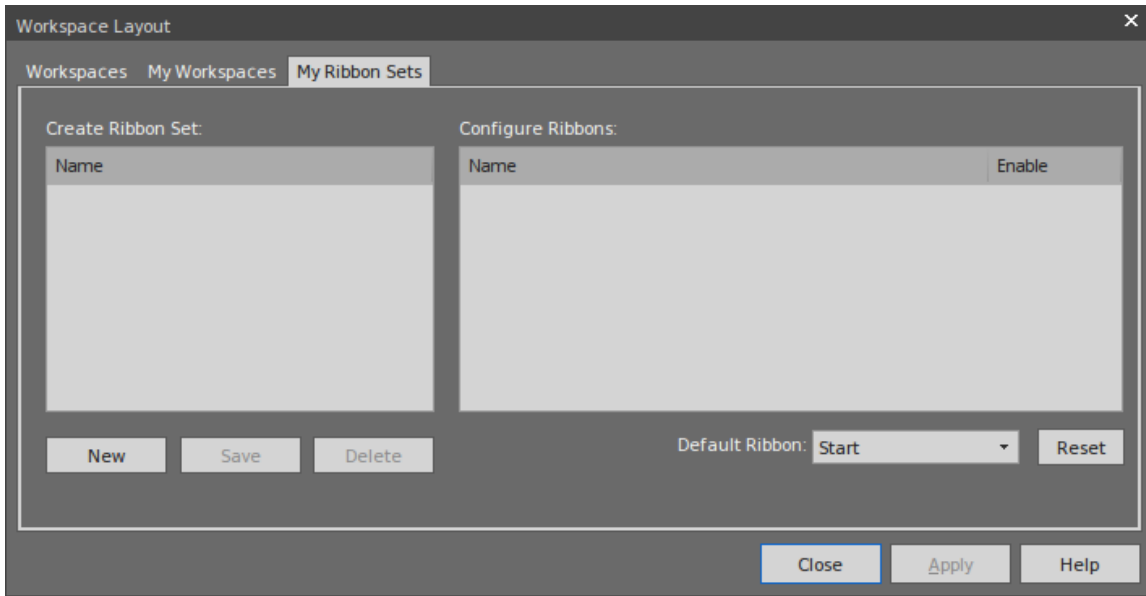 Workspace Layout
Workspaces My Workspaces My Ribbon Sets
Create Ribbon Set:
Configure Ribbons:
Name
Name Enable
New Save Delete
Default Ribbon: Start Reset
Close Apply Help